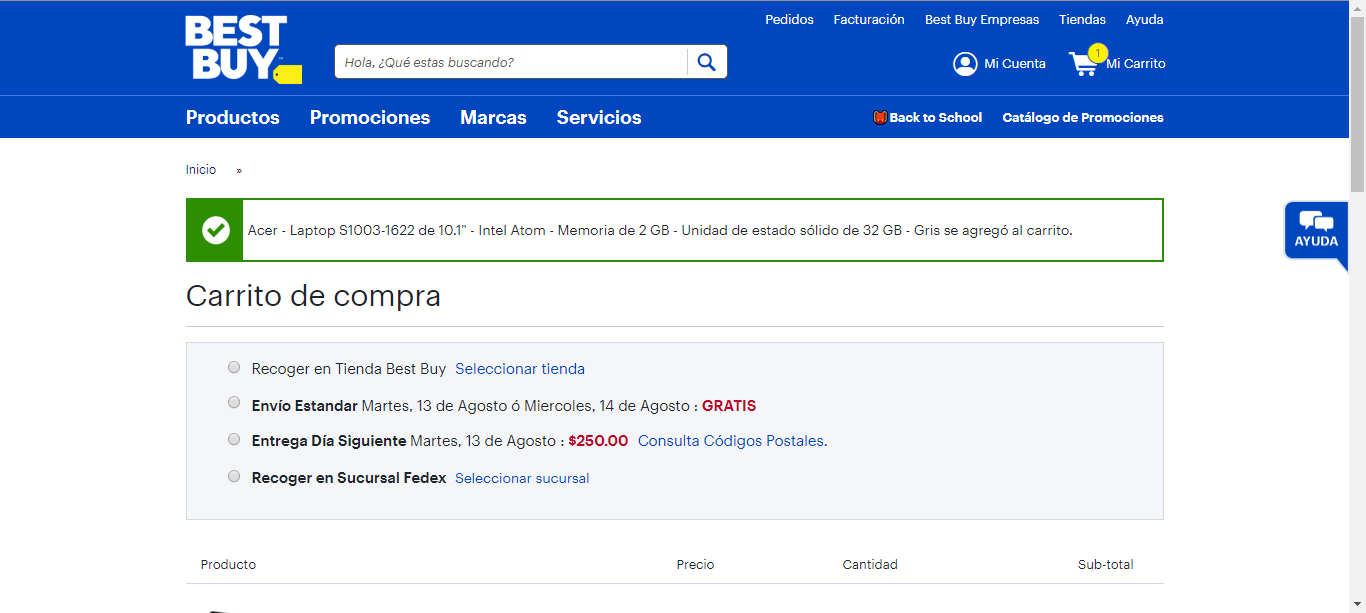 BEST
BUY
Pedidos Facturación Best Buy Empresas Tiendas Ayuda
Hola, ¿Qué estas buscando?
Mi Cuenta 1 Mi Carrito
Productos Promociones Marcas Servicios Back to School Catálogo de Promociones
Inicio »
Acer - Laptop S1003-1622 de 10.1" - Intel Atom - Memoria de 2 GB - Unidad de estado sólido de 32 GB - Gris se agregó al carrito.
AYUDA
Carrito de compra
Recoger en Tienda Best Buy Seleccionar tienda
Envío Estandar Martes, 13 de Agosto ó Miercoles, 14 de Agosto : GRATIS
Entrega Día Siguiente Martes, 13 de Agosto : $250.00 Consulta Códigos Postales.
Recoger en Sucursal Fedex Seleccionar sucursal
Producto Precio Cantidad Sub-total